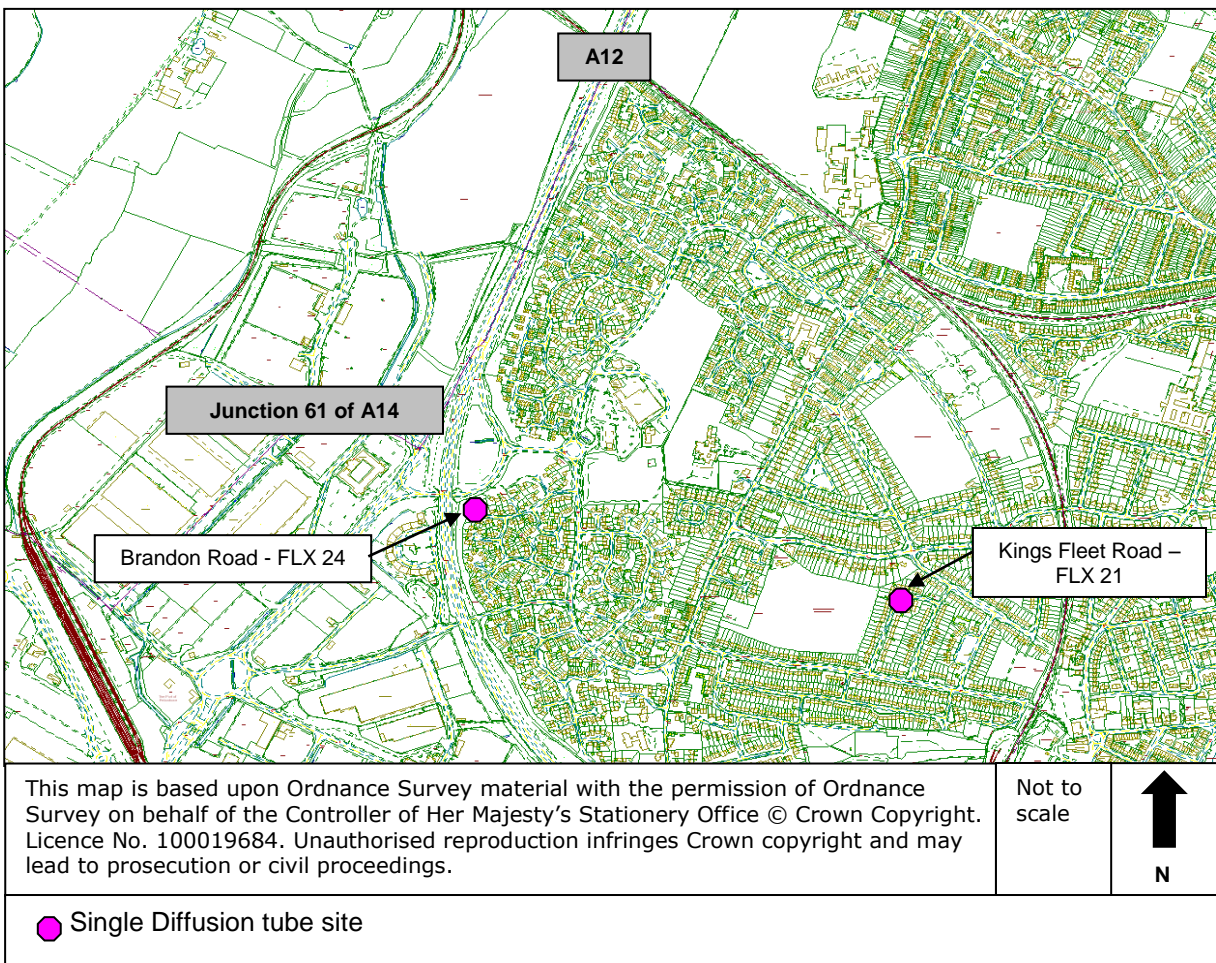 A12
Junction 61 of A14
Brandon Road - FLX 24
Kings Fleet Road –
FLX 21
This map is based upon Ordnance Survey material with the permission of Ordnance
Survey on behalf of the Controller of Her Majesty's Stationery Office © Crown Copyright.
Licence No. 100019684. Unauthorised reproduction infringes Crown copyright and may
lead to prosecution or civil proceedings.
Not to
scale
N
Single Diffusion tube site